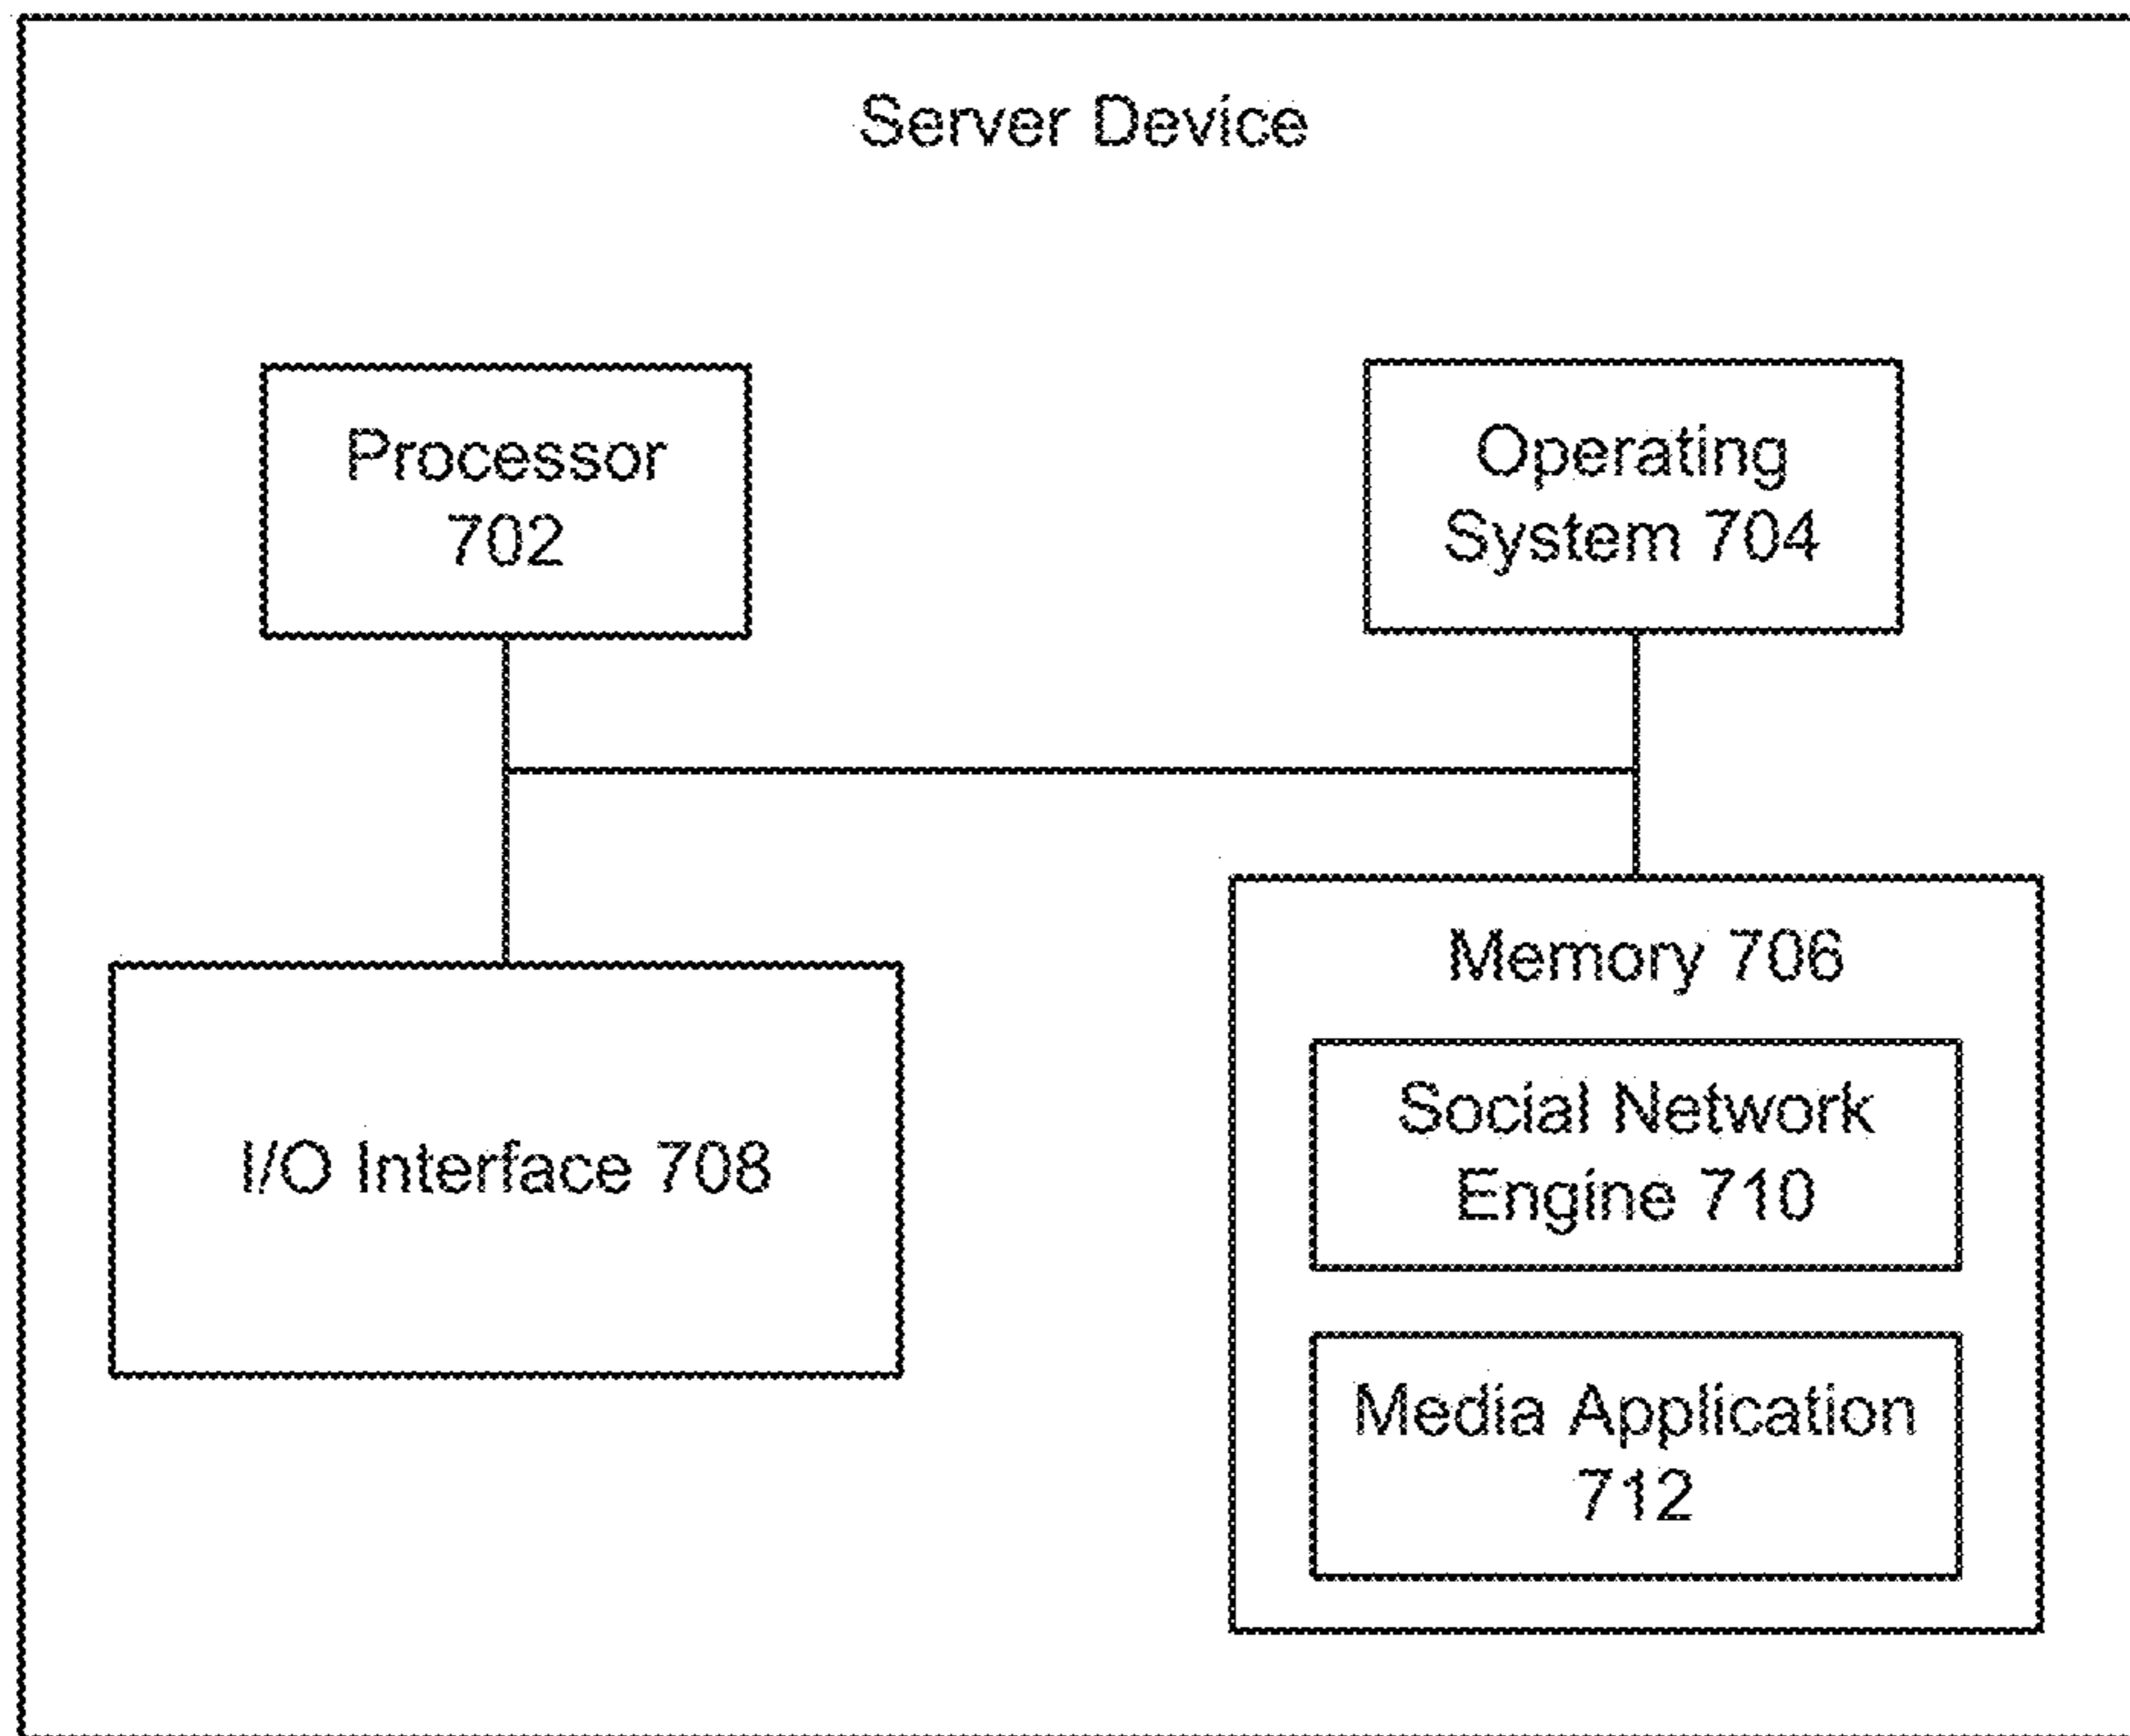 Server Device
Processor
702
Operating
System 704
Memory 706
I/O Interface 708
Social Network
Engine 710
Media Application
712